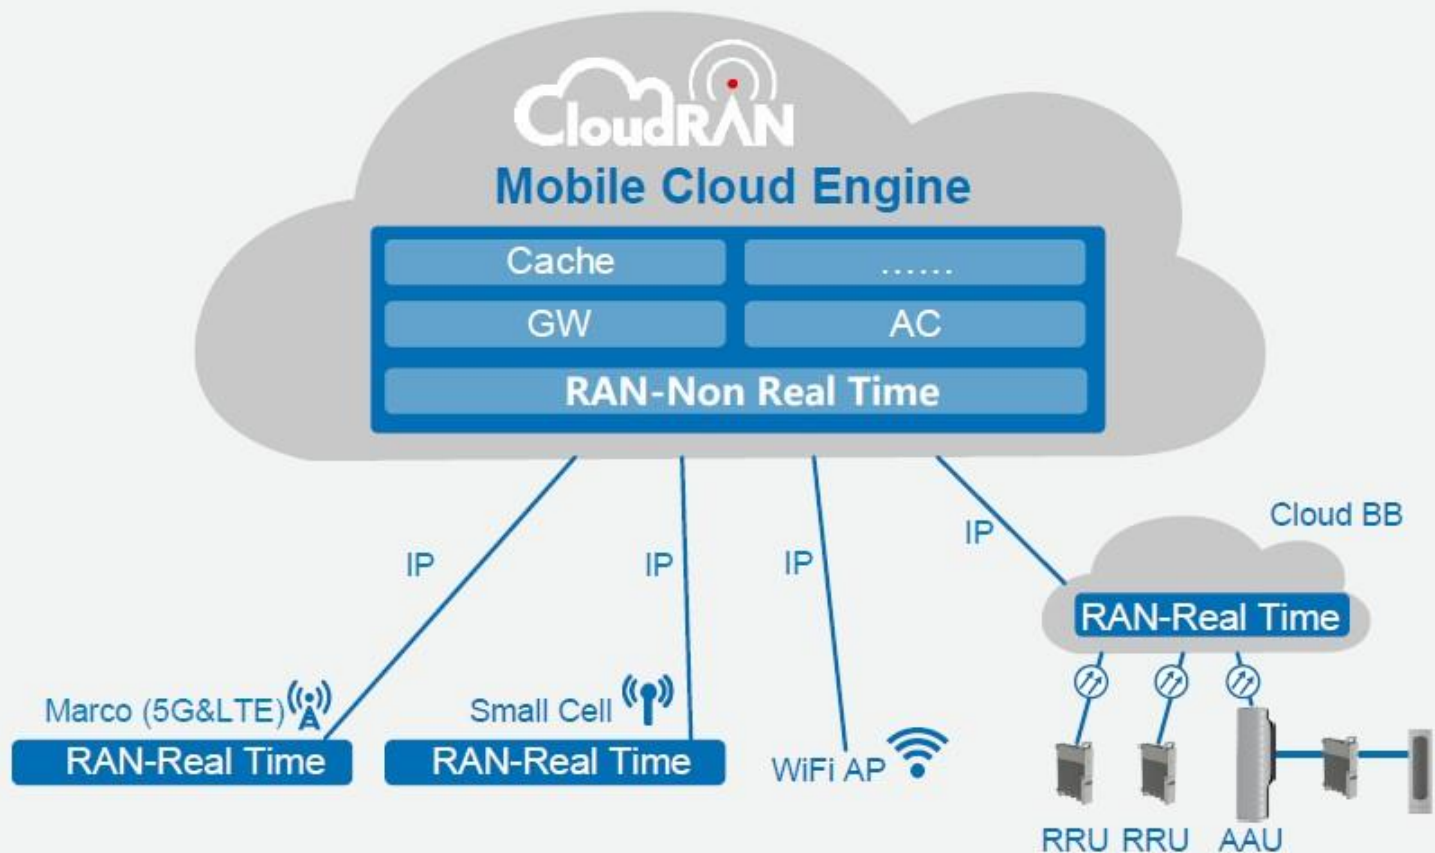 CloudRAN
Mobile Cloud Engine
Cache
......
GW
AC
RAN-Non Real Time
IP
IP
IP
IP
Cloud BB
RAN-Real Time
Marco (5G&LTE)
RAN-Real Time
Small Cell
RAN-Real Time
WiFi AP
RRU
RRU
AAU